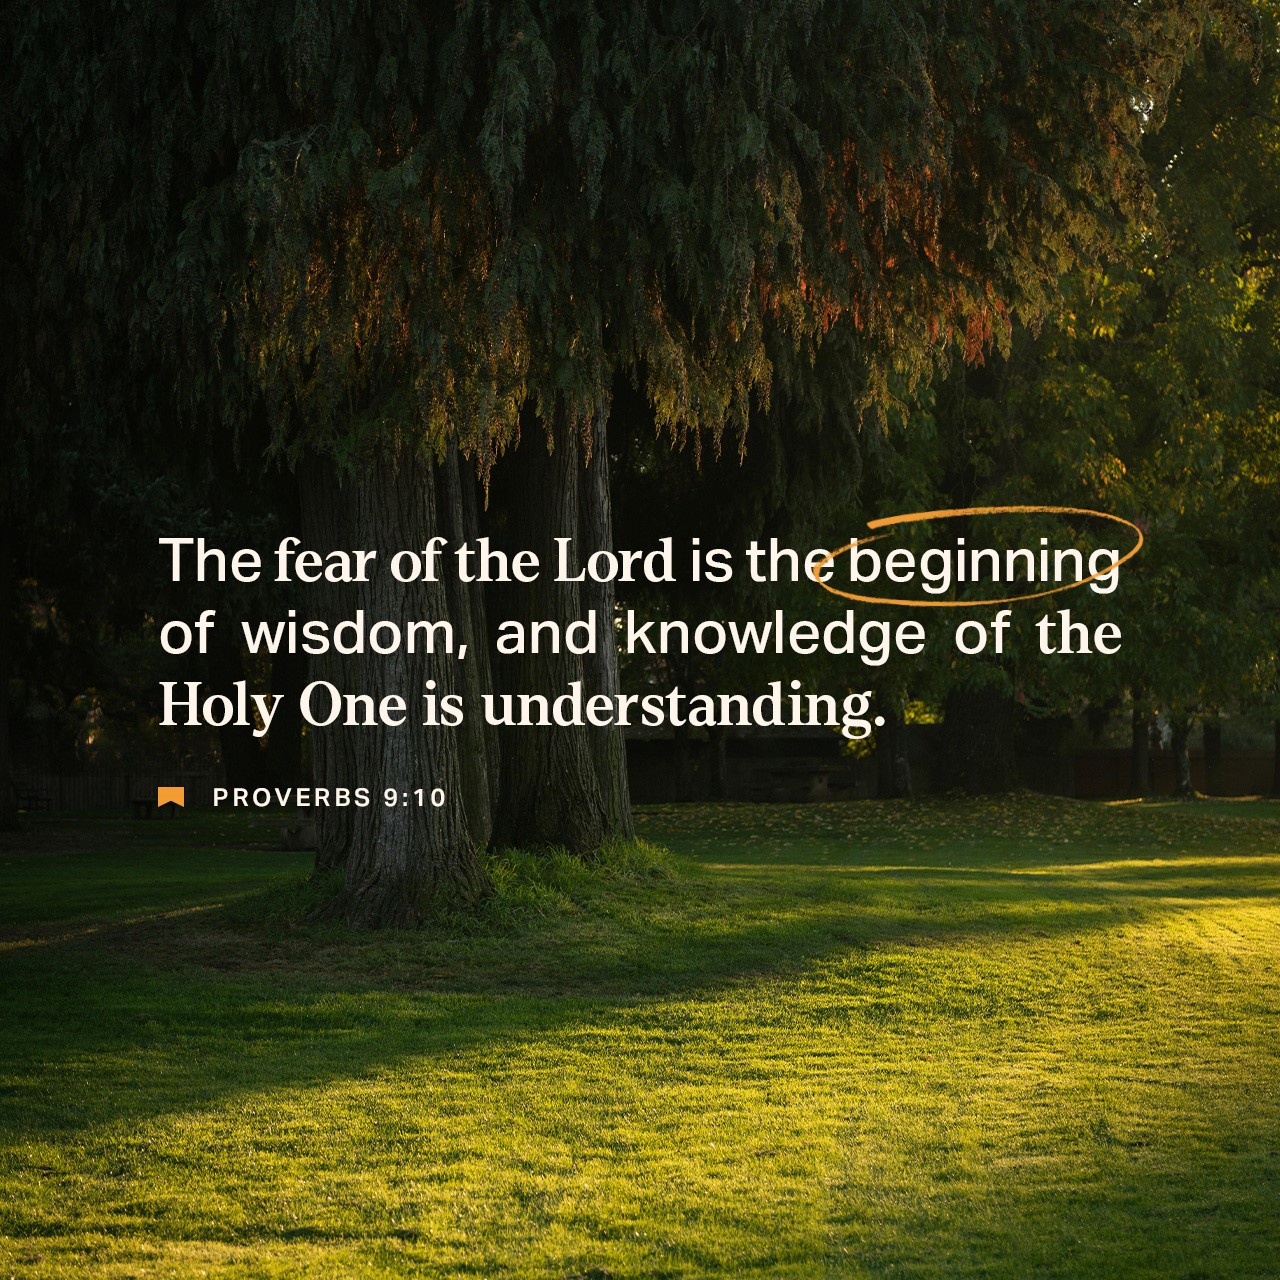 The fear of the Lord is the beginning
of wisdom, and knowledge of the
Holy One is understanding.
PROVERBS 9:10